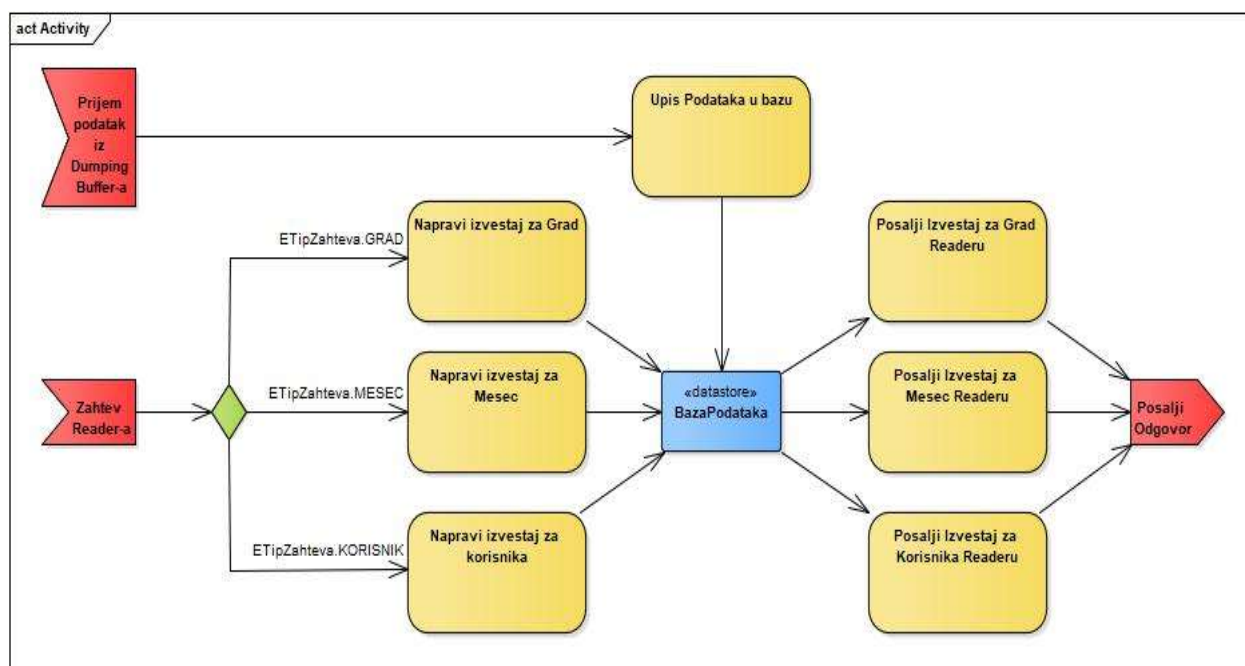 act Activity
Prijem
podatak
iz
Dumping
Buffer-a
Upis Podataka u bazu
ETipZahteva.GRAD
Napravi izvestaj za Grad
Posalji Izvestaj za Grad
Readeru
Zahtev
Reader-a
ETipZahteva.MESEC
Napravi izvestaj za
Mesec
«datastore»
BazaPodataka
Posalji Izvestaj za
Mesec Readeru
Posalji
Odgovor
ETipZahteva.KORISNIK
Napravi izvestaj za
korisnika
Posalji Izvestaj za
Korisnika Readeru